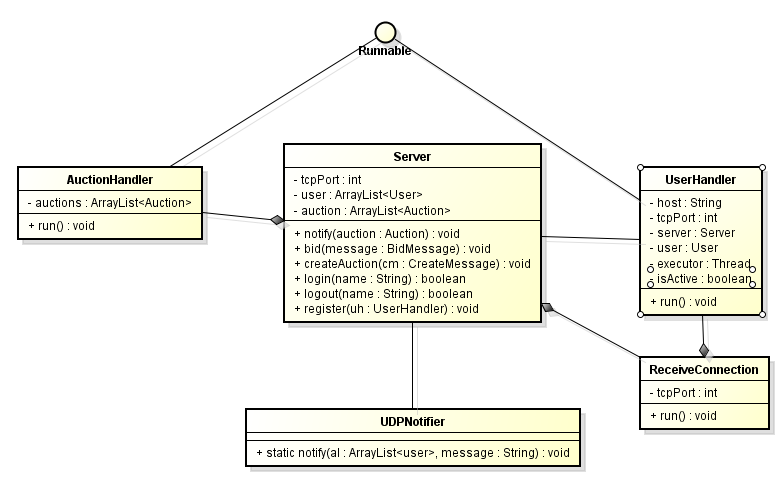 Runnable
AuctionHandler
- auctions : ArrayList<Auction>
+ run() : void
Server
- tcpPort : int
- user : ArrayList<User>
- auction : ArrayList<Auction>
+ notify(auction : Auction) : void
+ bid(message : BidMessage) : void
+ createAuction(cm : CreateMessage) : void
+ login(name : String) : boolean
+ logout(name : String) : boolean
+ register(uh : UserHandler) : void
UserHandler
- host : String
- tcpPort : int
- server : Server
- user : User
- executor : Thread
- isActive : boolean
+ run() : void
ReceiveConnection
- tcpPort : int
+ run() : void
UDPNotifier
+ static notify(al : ArrayList<user>, message : String) : void